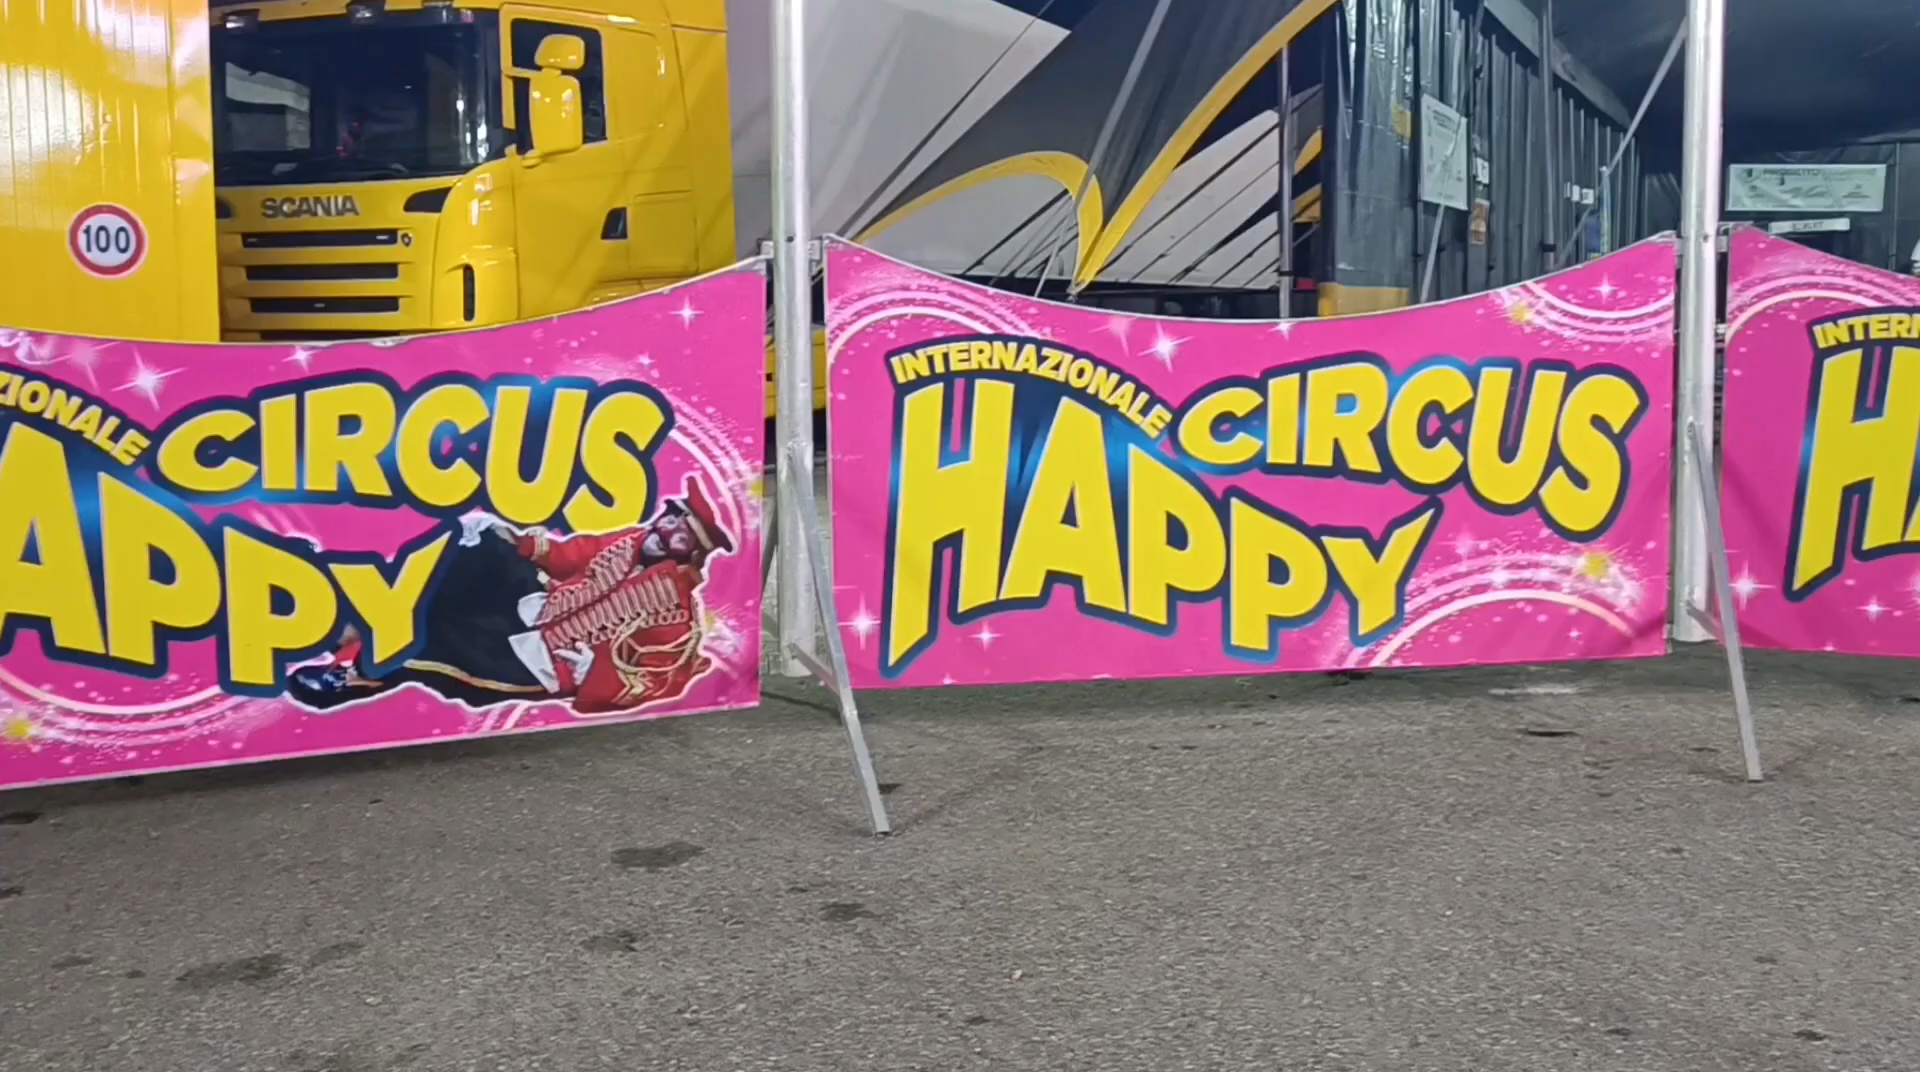 SCANIA
100
ZIONALE
CIRCUS
APPY
INTERNAZIONALE
CIRCUS
HAPPY
INTERN
HA